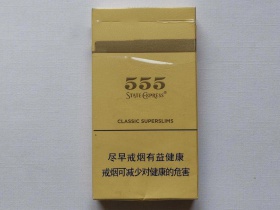 555
STATE EXPRESS®
CLASSIC SUPERSLIMS
尽早戒烟有益健康
戒烟可减少对健康的危害